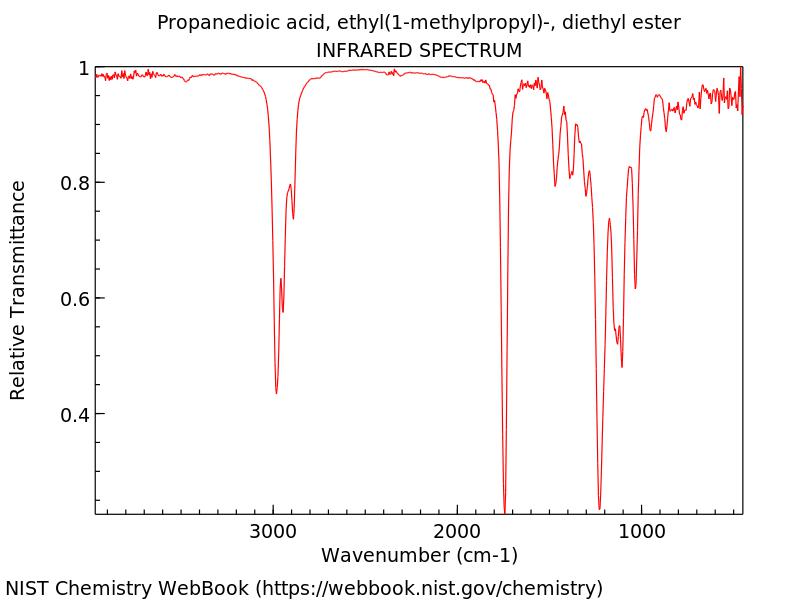 Propanedioic acid, ethyl(1-methylpropyl)-, diethyl ester
INFRARED SPECTRUM
1
0.8
0.6
0.4
Relative Transmittance
3000 2000 1000
Wavenumber (cm-1)
NIST Chemistry WebBook (https://webbook.nist.gov/chemistry)